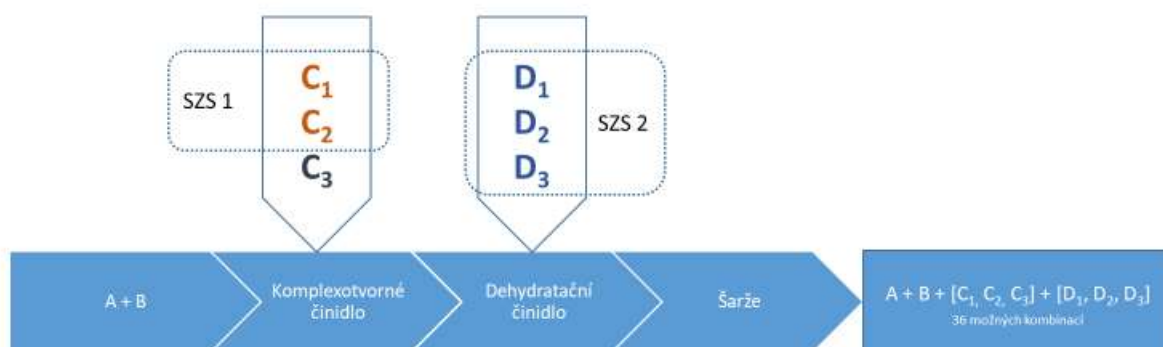 SZS 1
C₁
C₂
C₃
D₁
D₂
D₃
SZS 2
A + B
Komplexotvorné
činidlo
Dehydratační
činidlo
Šarže
A + B + [C₁, C₂, C₃] + [D₁, D₂, D₃]
36 možných kombinací